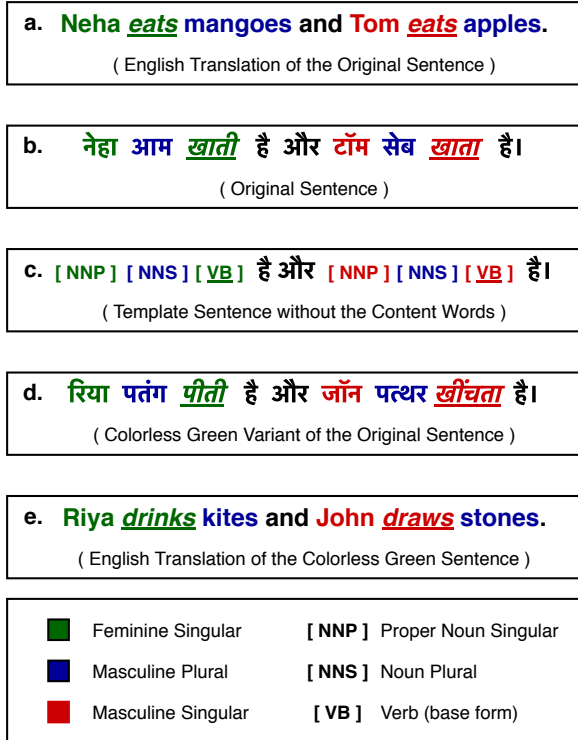 a. Neha eats mangoes and Tom eats apples.
( English Translation of the Original Sentence )
b. नेहा आम खाती है और टॉम सेब खाता है।
( Original Sentence )
c. [ NNP ] [ NNS ] [ VB ] है और [ NNP ] [ NNS ] [ VB ] है।
( Template Sentence without the Content Words )
d. रिया पतंग पीती है और जॉन पत्थर खींचता है।
( Colorless Green Variant of the Original Sentence )
e. Riya drinks kites and John draws stones.
( English Translation of the Colorless Green Sentence )
Feminine Singular [ NNP ] Proper Noun Singular
Masculine Plural [ NNS ] Noun Plural
Masculine Singular [ VB ] Verb (base form)